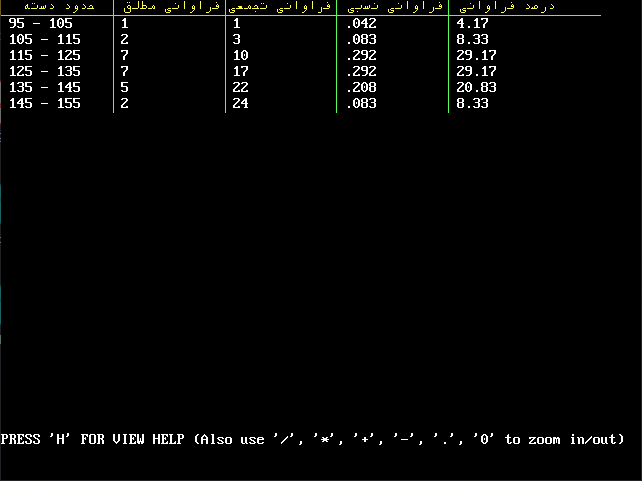 حدود دسته فراوانی مطلق فراوانی تجمعی فراوانی نسبی درصد فراوانی
95 - 105 1 1 .042 4.17
105 - 115 2 3 .083 8.33
115 - 125 7 10 .292 29.17
125 - 135 7 17 .292 29.17
135 - 145 5 22 .208 20.83
145 - 155 2 24 .083 8.33
PRESS 'H' FOR VIEW HELP (Also use '/', '*', '+', '-', '.', '0' to zoom in/out)